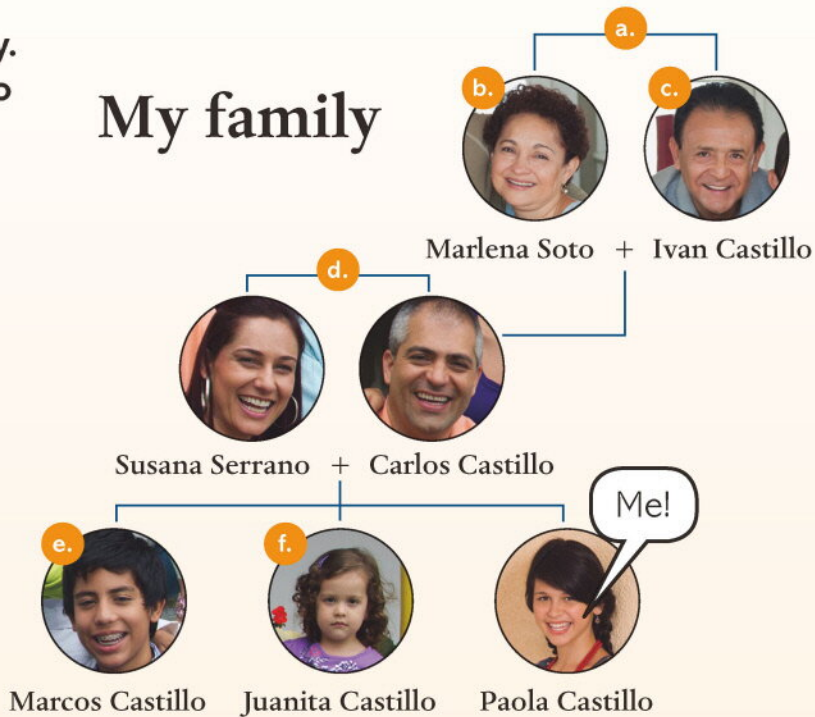 y.
o
My family
a.
b.
c.
Marlena Soto + Ivan Castillo
d.
Susana Serrano + Carlos Castillo
Me!
e.
f.
Marcos Castillo Juanita Castillo Paola Castillo